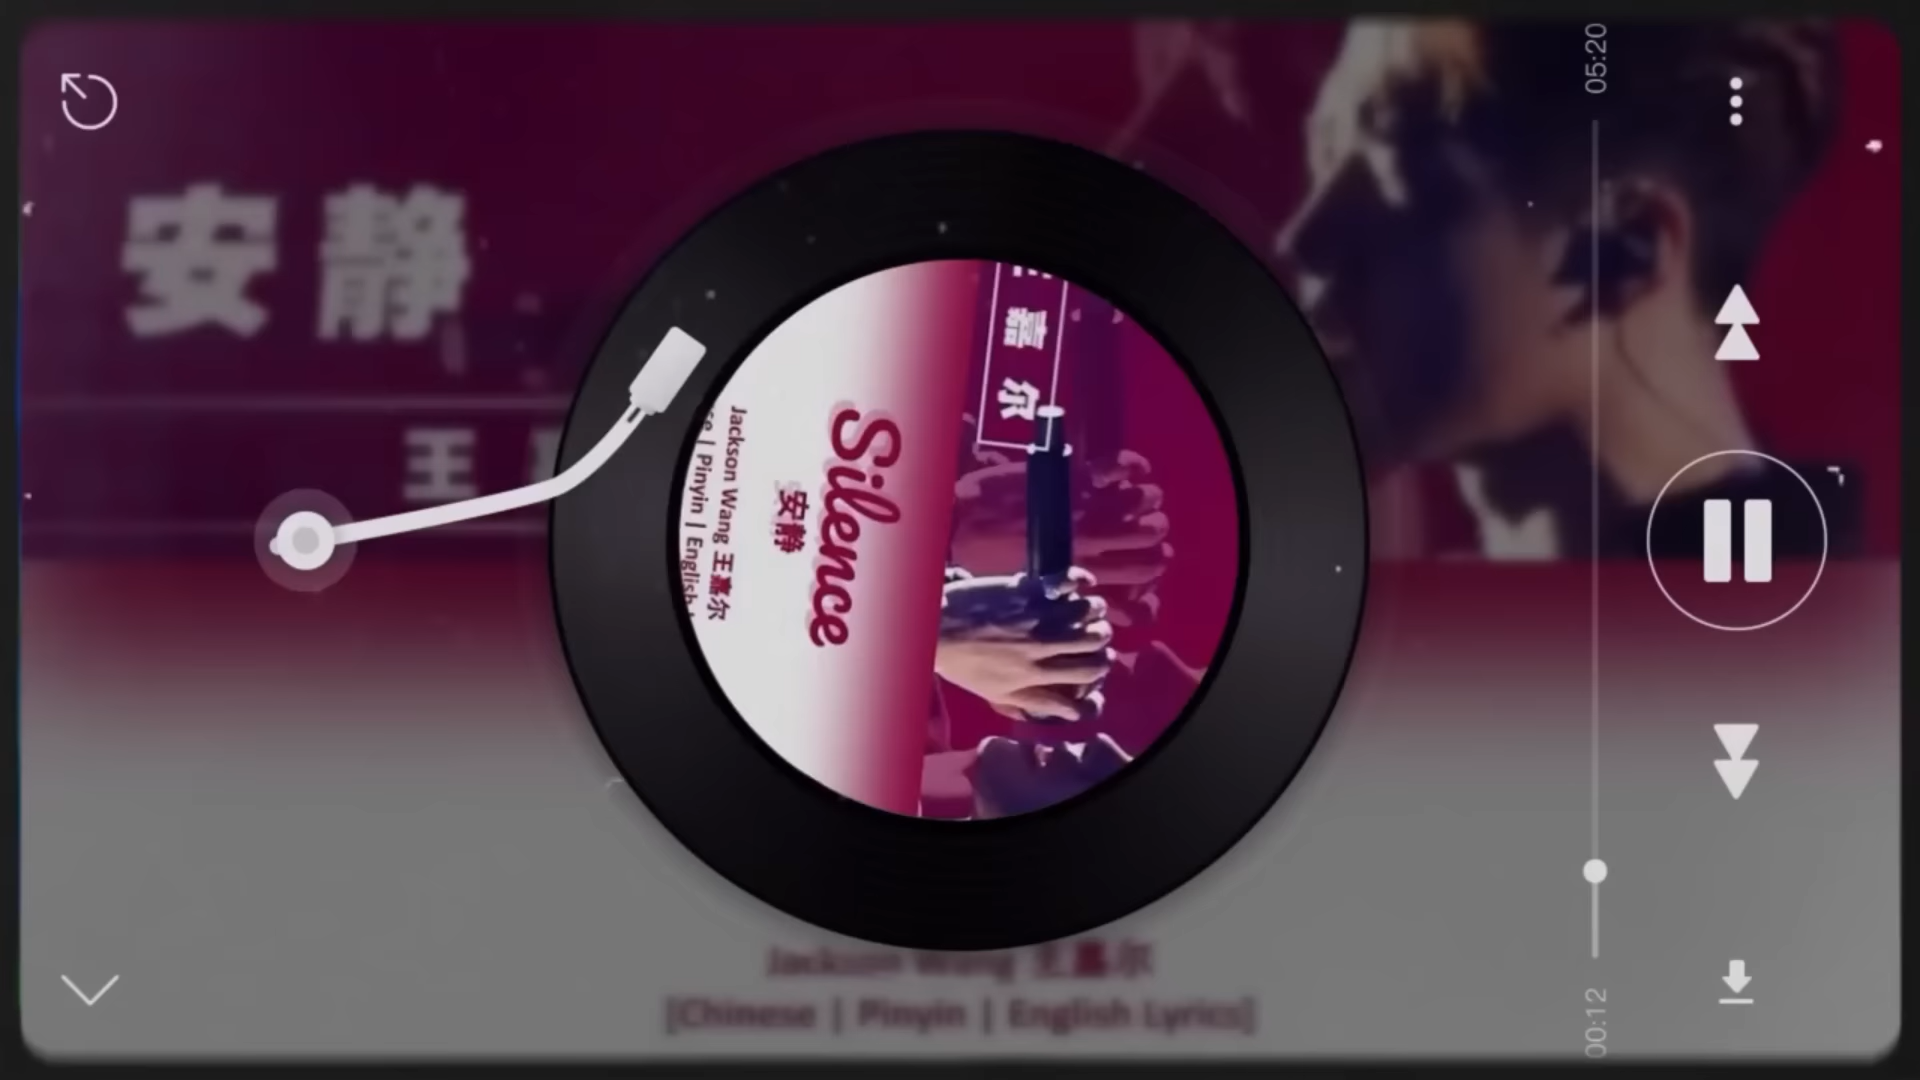 安静
王
05:20
王嘉尔
Silence
安静
Jackson Wang 王嘉尔
| Pinyin | English
Jackson Wang 王嘉尔
[Chinese | Pinyin | English Lyrics]
00:12